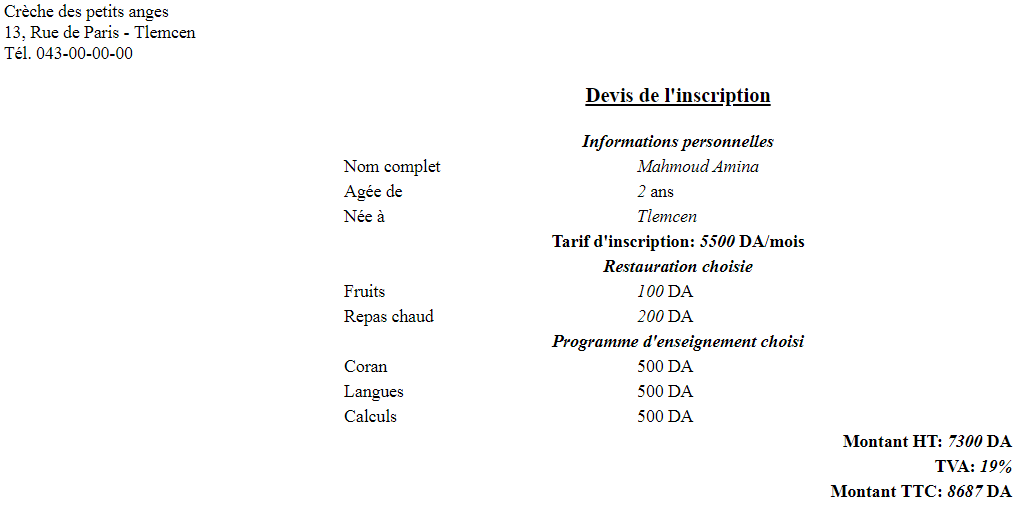 Crèche des petits anges
13, Rue de Paris - Tlemcen
Tél. 043-00-00-00
Devis de l'inscription
Informations personnelles
Nom complet Mahmoud Amina
Agée de 2 ans
Née à Tlemcen
Tarif d'inscription: 5500 DA/mois
Restauration choisie
Fruits 100 DA
Repas chaud 200 DA
Programme d'enseignement choisi
Coran 500 DA
Langues 500 DA
Calculs 500 DA
Montant HT: 7300 DA
TVA: 19%
Montant TTC: 8687 DA